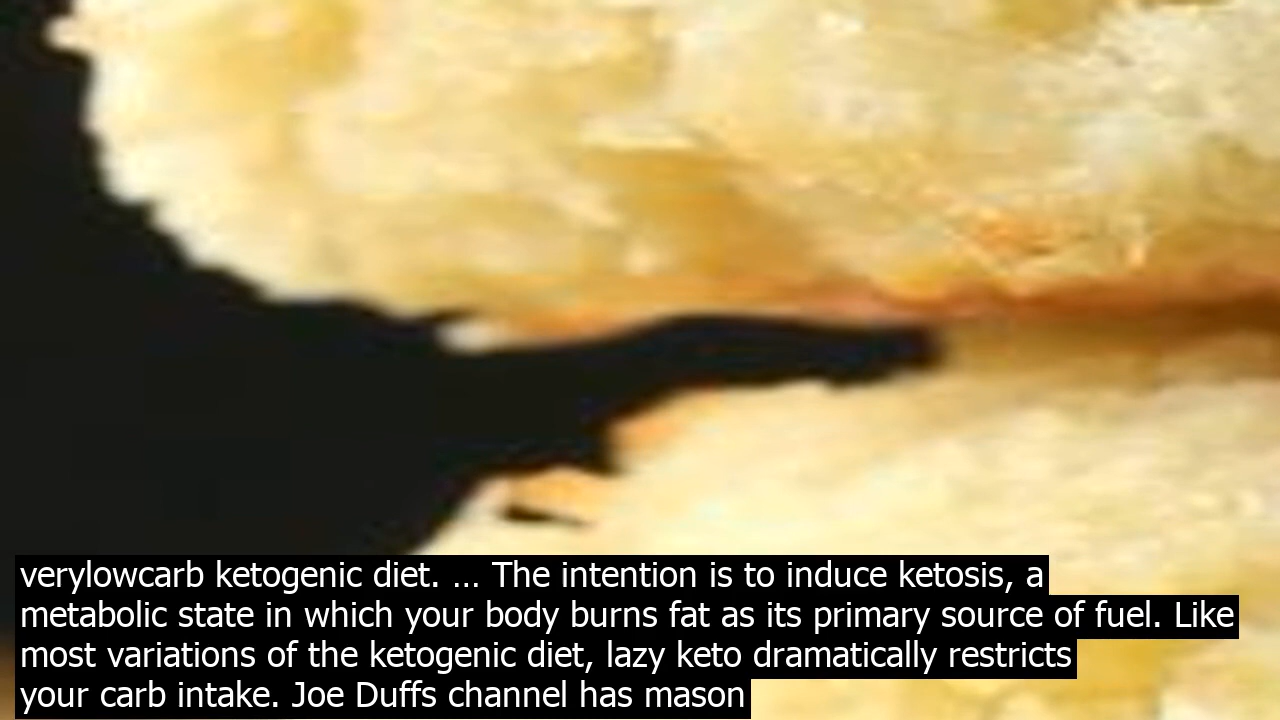 verylowcarb ketogenic diet. ... The intention is to induce ketosis, a
metabolic state in which your body burns fat as its primary source of fuel. Like
most variations of the ketogenic diet, lazy keto dramatically restricts
your carb intake. Joe Duffs channel has mason